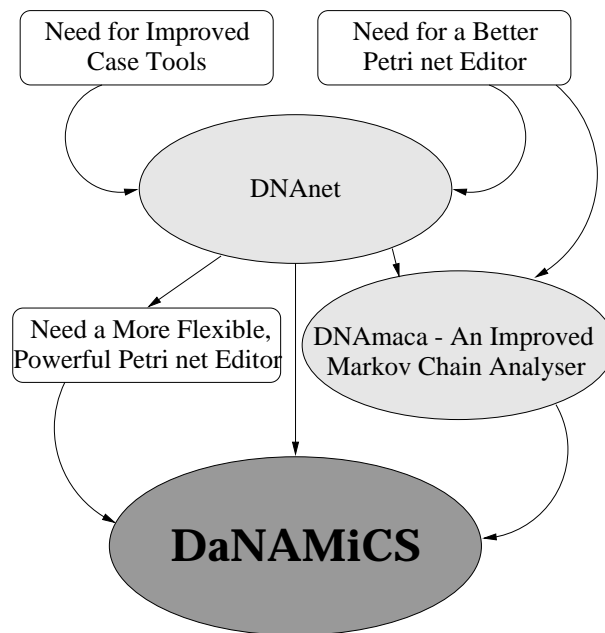 Need for Improved
Case Tools
Need for a Better
Petri net Editor
DNAnet
Need a More Flexible,
Powerful Petri net Editor
DNAmaca - An Improved
Markov Chain Analyser
DaNAMiCS